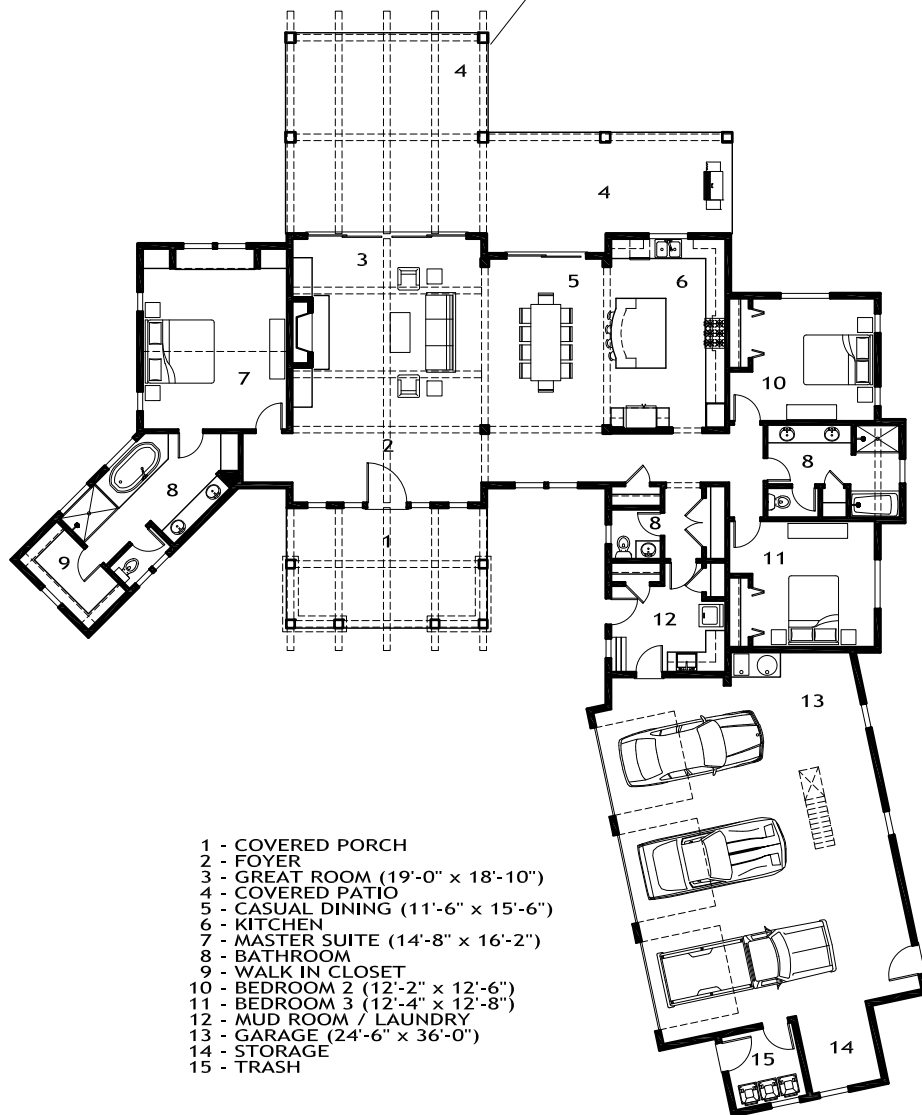 4
4
3
5
6
7
10
2
8
8
1
8
9
11
12
13
1 - COVERED PORCH
2 - FOYER
3 - GREAT ROOM (19'-0" x 18'-10")
4 - COVERED PATIO
5 - CASUAL DINING (11'-6" x 15'-6")
6 - KITCHEN
7 - MASTER SUITE (14'-8" x 16'-2")
8 - BATHROOM
9 - WALK IN CLOSET
10 - BEDROOM 2 (12'-2" x 12'-6")
11 - BEDROOM 3 (12'-4" x 12'-8")
12 - MUD ROOM / LAUNDRY
13 - GARAGE (24'-6" x 36'-0")
14 - STORAGE
15 - TRASH
15
14